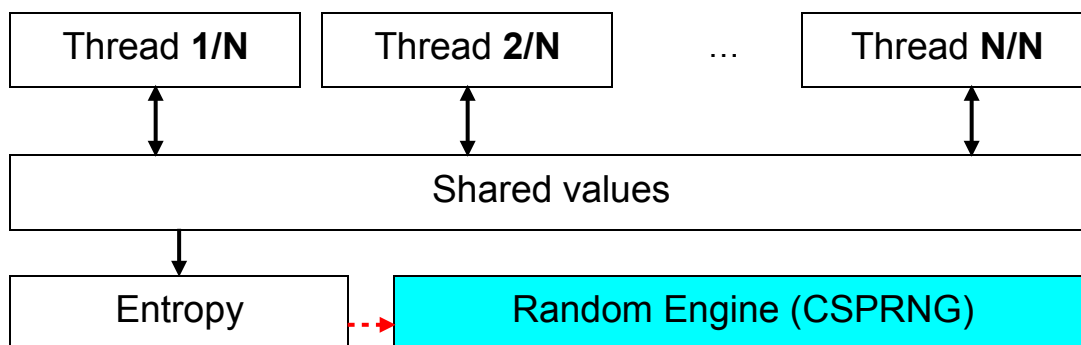 Thread 1/N
Thread 2/N
...
Thread N/N
Shared values
Entropy
Random Engine (CSPRNG)